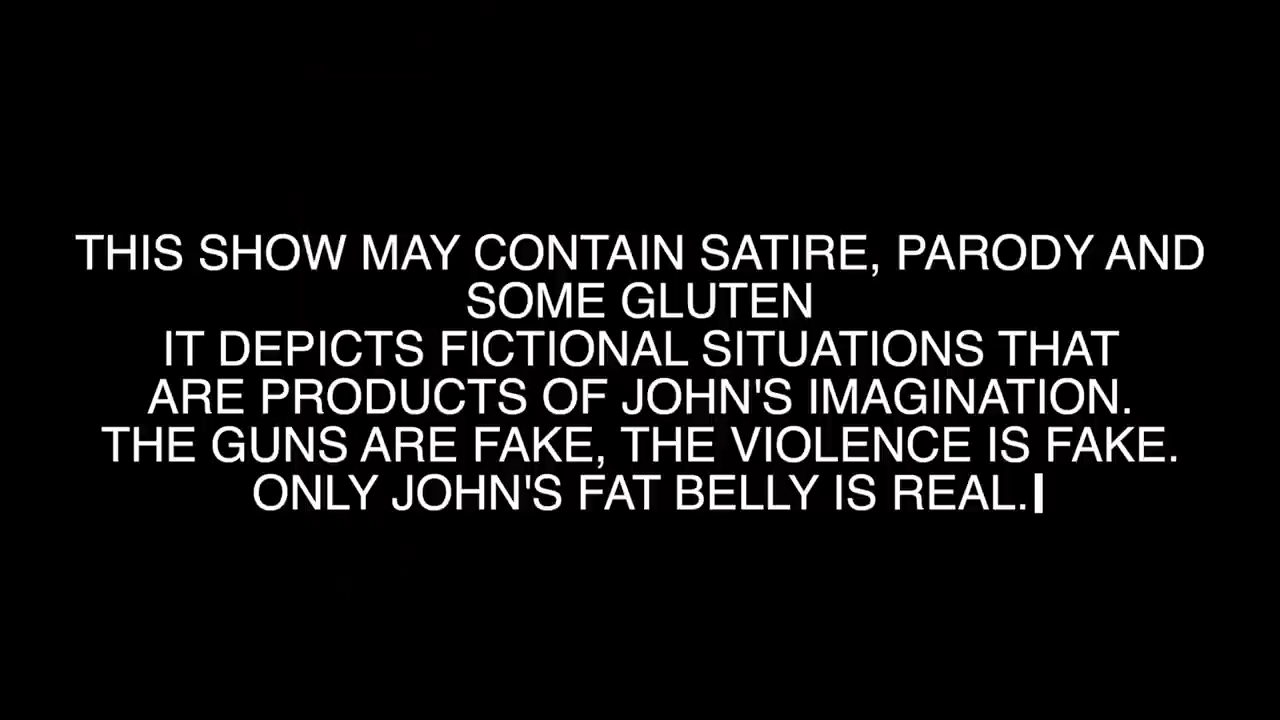 THIS SHOW MAY CONTAIN SATIRE, PARODY AND
SOME GLUTEN
IT DEPICTS FICTIONAL SITUATIONS THAT
ARE PRODUCTS OF JOHN'S IMAGINATION.
THE GUNS ARE FAKE, THE VIOLENCE IS FAKE.
ONLY JOHN'S FAT BELLY IS REAL.